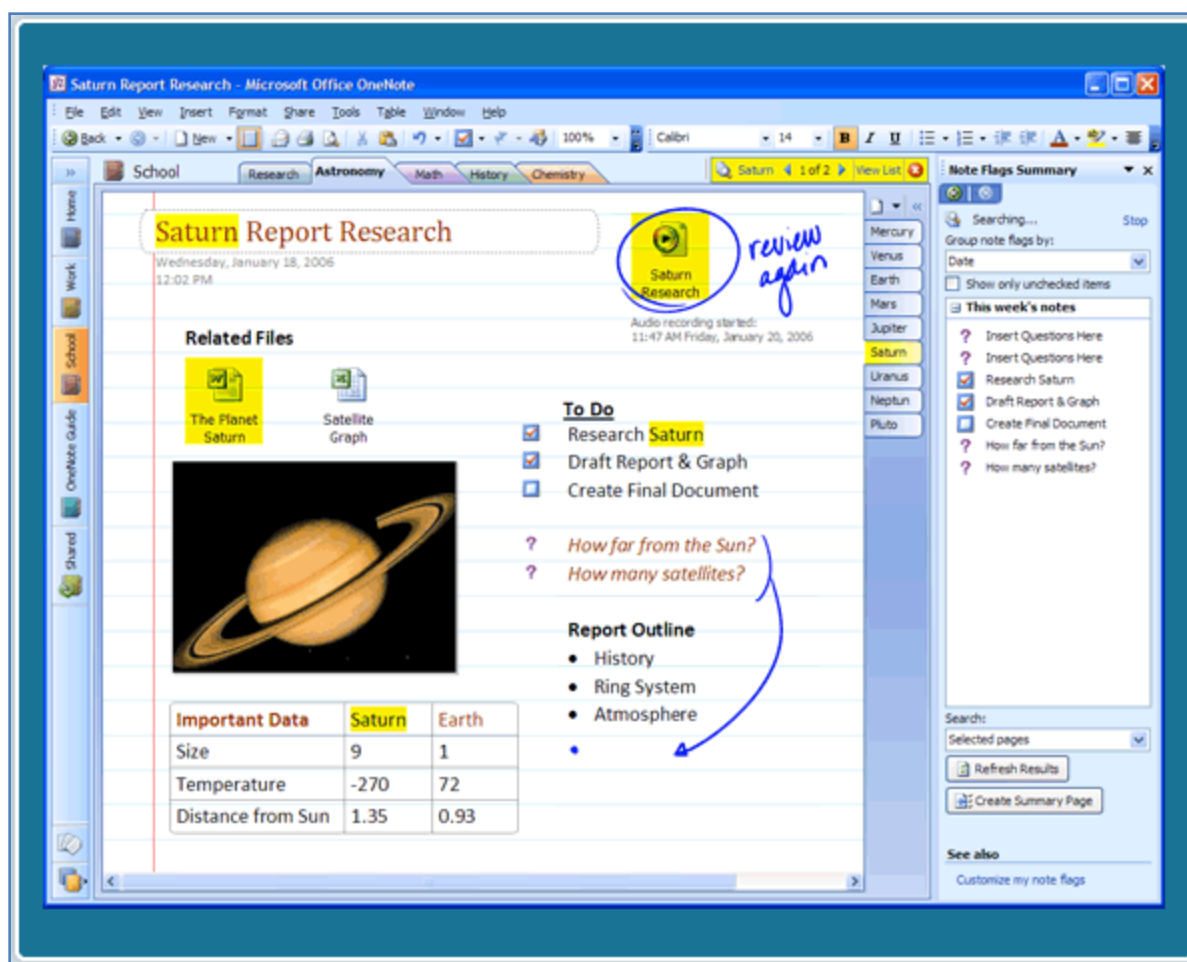 Saturn Report Research - Microsoft Office OneNote
File Edit View Insert Format Share Tools Table Window Help
Back New 100% Calibri 14 B I U A
School Research Astronomy Math History Chemistry
Saturn 1 of 2 View List
Home
Work
School
OneNote Guide
Shared
Saturn Report Research
Wednesday, January 18, 2006
12:02 PM
Saturn
Research
review
again
Audio recording started:
11:47 AM Friday, January 20, 2006
Related Files
The Planet
Saturn
Satellite
Graph
To Do
Research Saturn
Draft Report & Graph
Create Final Document
? How far from the Sun?
? How many satellites?
Report Outline
• History
• Ring System
• Atmosphere
•
Important Data Saturn Earth
Size 9 1
Temperature -270 72
Distance from Sun 1.35 0.93
Mercury
Venus
Earth
Mars
Jupiter
Saturn
Uranus
Neptun
Pluto
Note Flags Summary
Searching... Stop
Group note flags by:
Date
Show only unchecked items
This week's notes
? Insert Questions Here
? Insert Questions Here
Research Saturn
Draft Report & Graph
Create Final Document
? How far from the Sun?
? How many satellites?
Search:
Selected pages
Refresh Results
Create Summary Page
See also
Customize my note flags